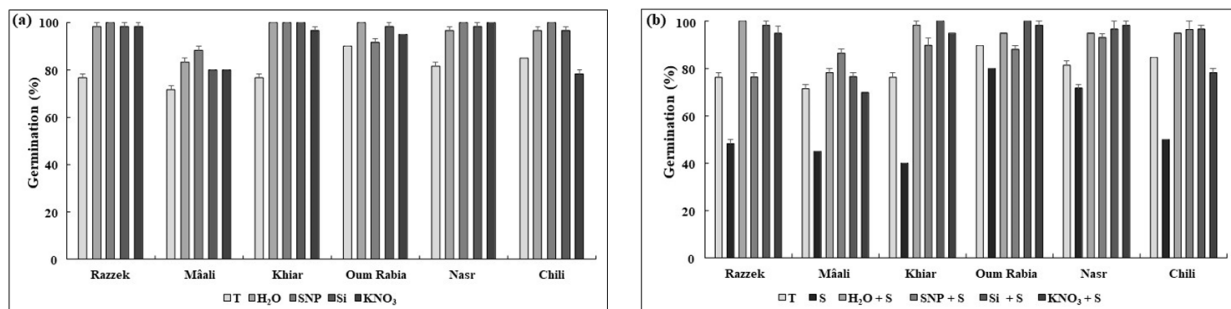 (a)
Germination (%)
100
80
60
40
20
0
Razzek Mâali Khiar Oum Rabia Nasr Chili
T H₂O SNP Si KNO₃
(b)
Germination (%)
100
80
60
40
20
0
Razzek Mâali Khiar Oum Rabia Nasr Chili
T S H₂O + S SNP + S Si + S KNO₃ + S